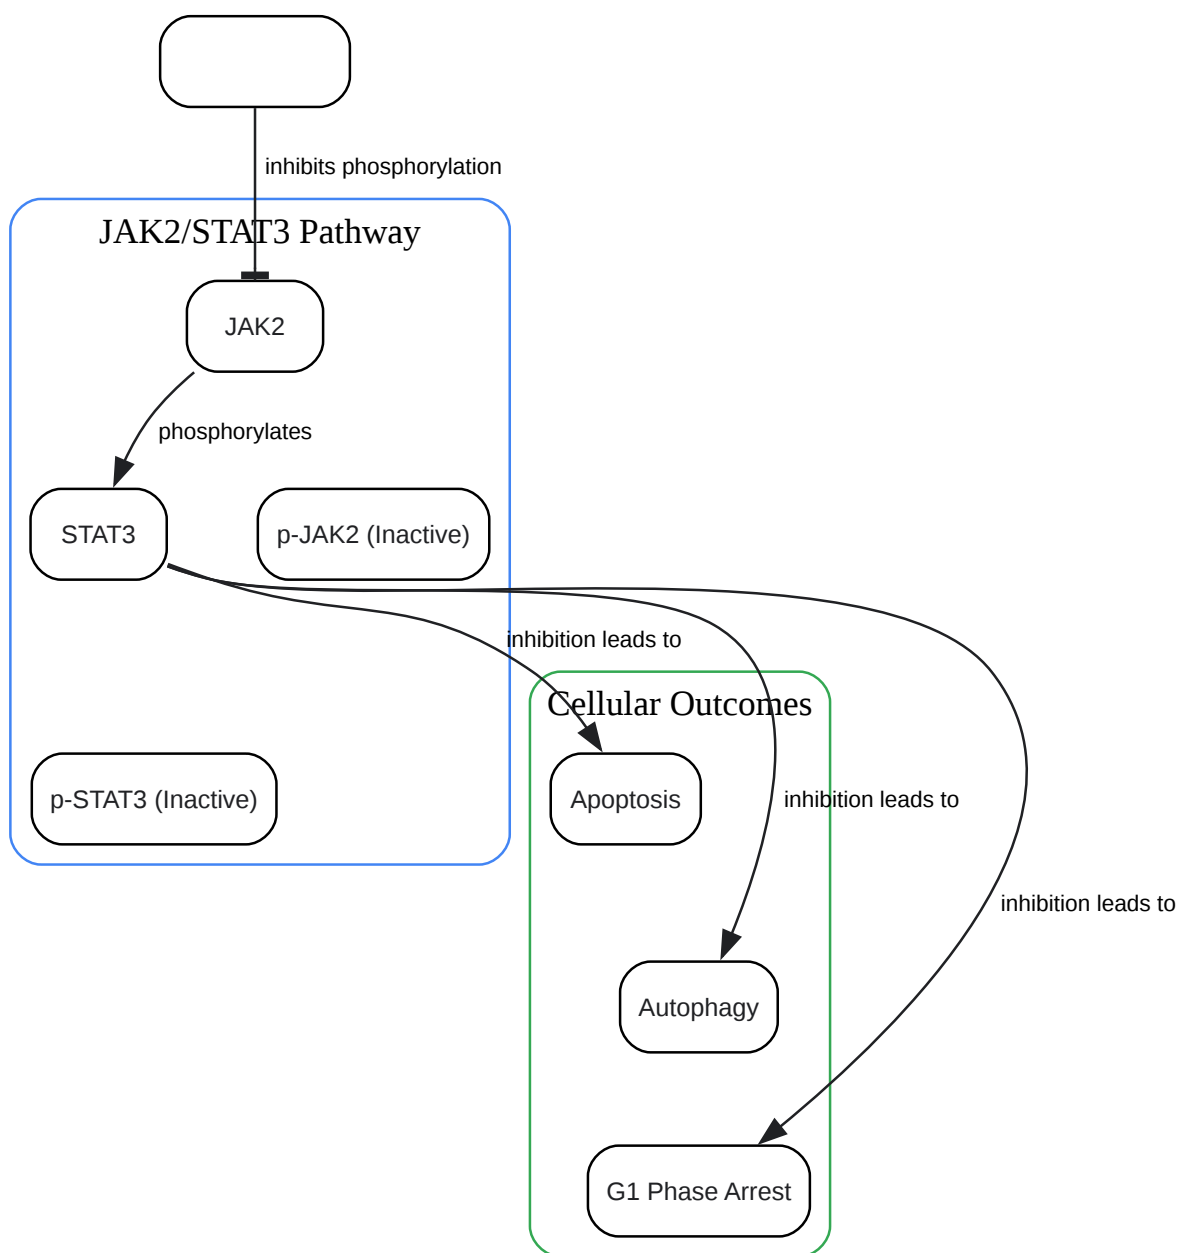 inhibits phosphorylation
JAK2/STAT3 Pathway
JAK2
phosphorylates
STAT3
p-JAK2 (Inactive)
inhibition leads to
Cellular Outcomes
p-STAT3 (Inactive)
Apoptosis
inhibition leads to
inhibition leads to
Autophagy
G1 Phase Arrest